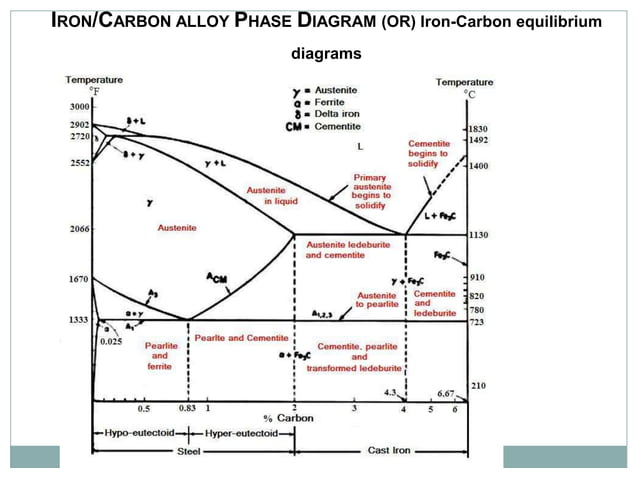 IRON/CARBON ALLOY PHASE DIAGRAM (OR) Iron-Carbon equilibrium
diagrams
Temperature
°F
Temperature
°C
γ = Austenite
α = Ferrite
δ = Delta iron
CM = Cementite
3000
2902
2720
2552
2066
1670
1333
1830
1492
1400
1130
910
820
780
723
210
δ + L
δ
δ + γ
γ + L
L
Cementite
begins to
solidify
Primary
austenite
begins to
solidify
Austenite
in liquid
L + Fe₃C
γ
Austenite
Austenite ledeburite
and cementite
Fe₃C
ACM
γ + Fe₃C
A3
Austenite
to pearlite
Cementite
and
ledeburite
α + γ
A1
A1,2,3
α
0.025
Pearlite
and
ferrite
Pearlte and Cementite
α + Fe₃C
Cementite, pearlite
and
transformed ledeburite
4.3
6.67
0.5
0.83
1
2
3
4
5
6
% Carbon
Hypo-eutectoid
Hyper-eutectoid
Steel
Cast Iron